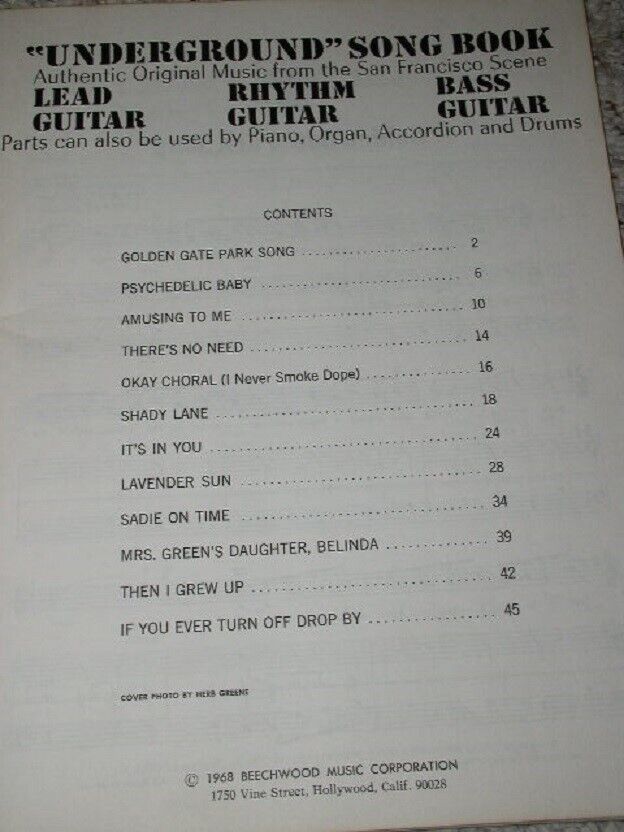 "UNDERGROUND" SONG BOOK
Authentic Original Music from the San Francisco Scene
LEAD GUITAR
RHYTHM GUITAR
BASS GUITAR
Parts can also be used by Piano, Organ, Accordion and Drums
CONTENTS
GOLDEN GATE PARK SONG ...................... 2
PSYCHEDELIC BABY ............................ 6
AMUSING TO ME ............................... 10
THERE'S NO NEED ............................. 14
OKAY CHORAL (I Never Smoke Dope) .............. 16
SHADY LANE ................................... 18
IT'S IN YOU .................................... 24
LAVENDER SUN ................................ 28
SADIE ON TIME ................................ 34
MRS. GREEN'S DAUGHTER, BELINDA ............. 39
THEN I GREW UP ............................... 42
IF YOU EVER TURN OFF DROP BY ................ 45
COVER PHOTO BY HERB GREENE
© 1968 BEECHWOOD MUSIC CORPORATION
1750 Vine Street, Hollywood, Calif. 90028